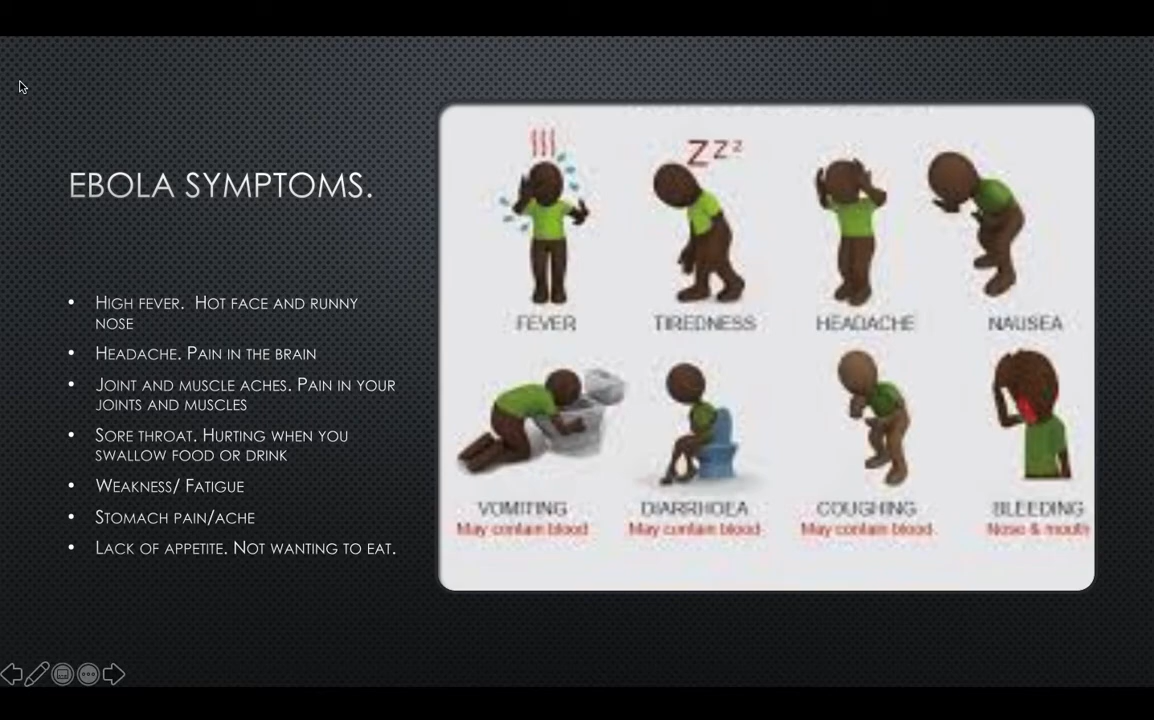 EBOLA SYMPTOMS.
• HIGH FEVER. HOT FACE AND RUNNY
NOSE
• HEADACHE. PAIN IN THE BRAIN
• JOINT AND MUSCLE ACHES. PAIN IN YOUR
JOINTS AND MUSCLES
• SORE THROAT. HURTING WHEN YOU
SWALLOW FOOD OR DRINK
• WEAKNESS/ FATIGUE
• STOMACH PAIN/ACHE
• LACK OF APPETITE. NOT WANTING TO EAT.
Z Z Z
FEVER TIREDNESS HEADACHE NAUSEA
VOMITING DIARRHOEA COUGHING BLEEDING
May contain blood May contain blood May contain blood Nose & mouth